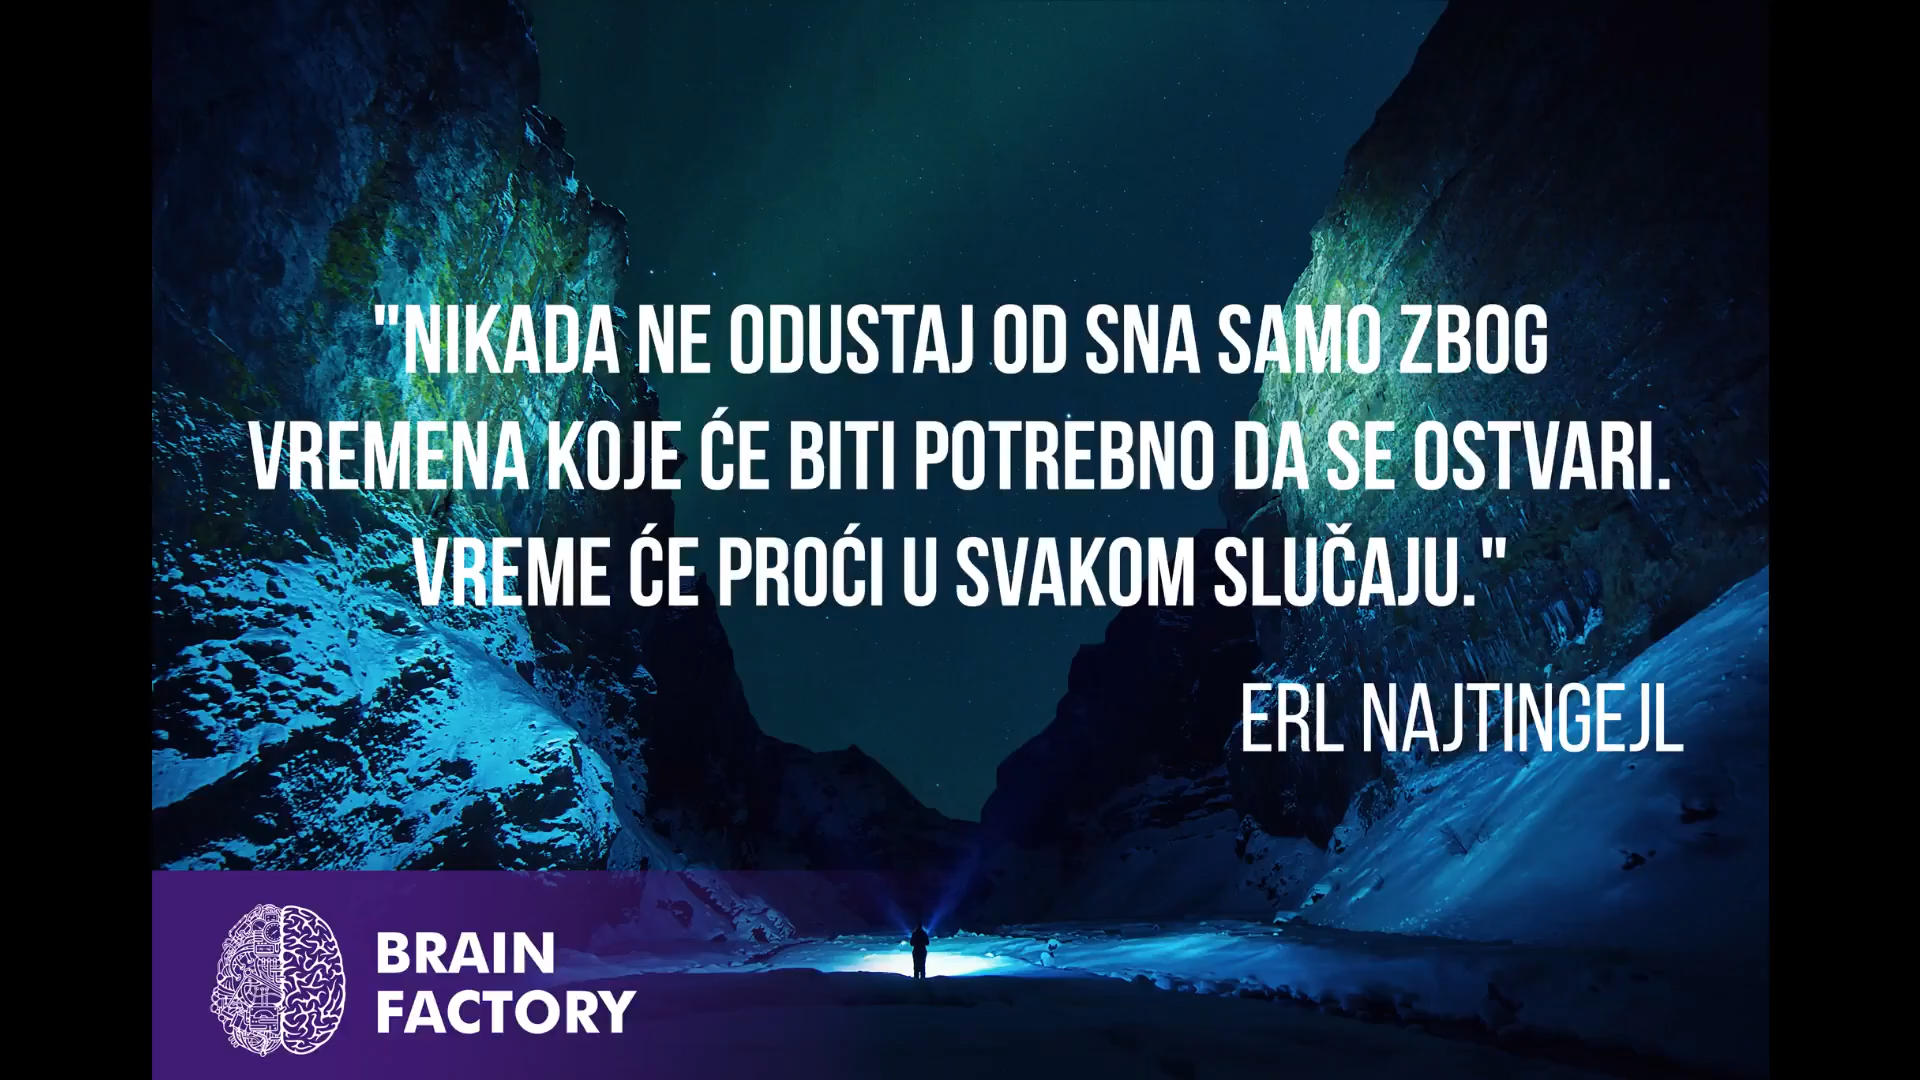 "NIKADA NE ODUSTAJ OD SNA SAMO ZBOG
VREMENA KOJE ĆE BITI POTREBNO DA SE OSTVARI.
VREME ĆE PROĆI U SVAKOM SLUČAJU."
ERL NAJTINGEJL
BRAIN
FACTORY